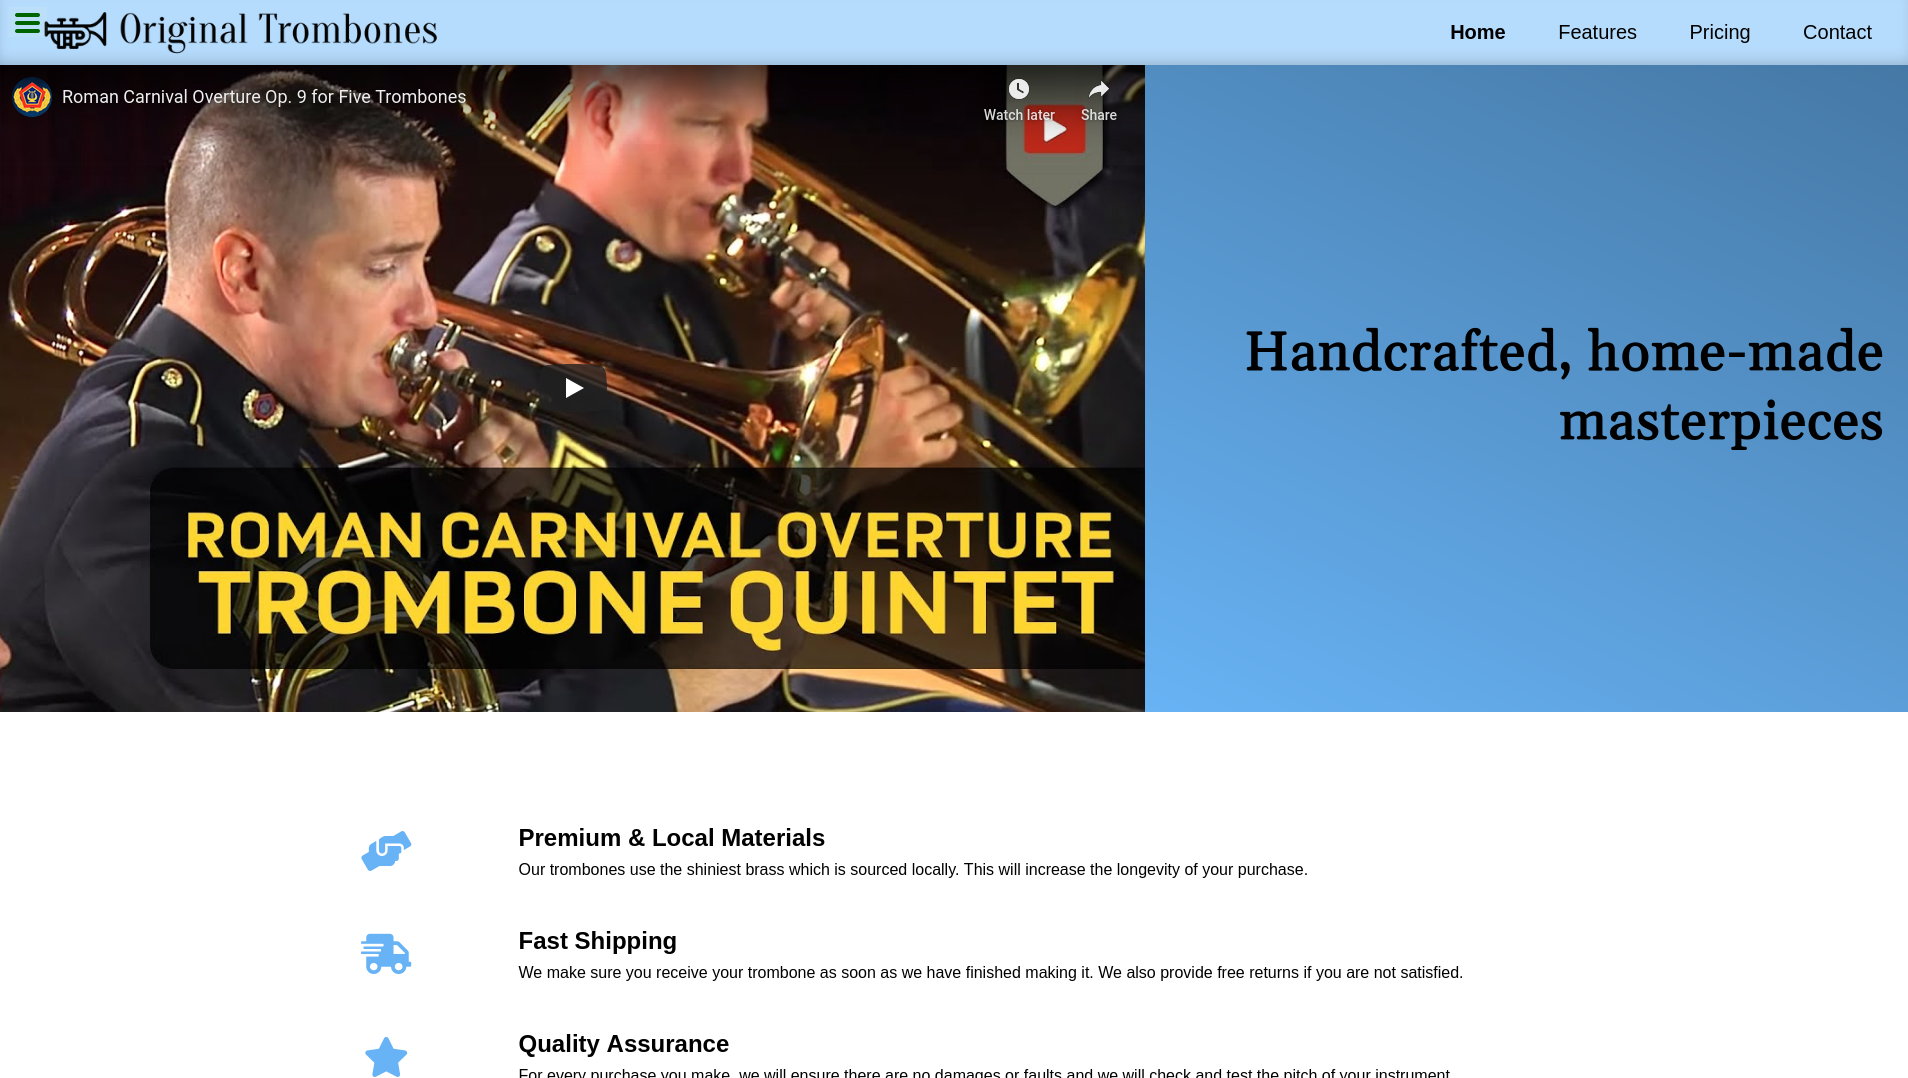 Original Trombones
Home
Features
Pricing
Contact
Roman Carnival Overture Op. 9 for Five Trombones
Watch later
Share
ROMAN CARNIVAL OVERTURE
TROMBONE QUINTET
Handcrafted, home-made
masterpieces
Premium & Local Materials
Our trombones use the shiniest brass which is sourced locally. This will increase the longevity of your purchase.
Fast Shipping
We make sure you receive your trombone as soon as we have finished making it. We also provide free returns if you are not satisfied.
Quality Assurance
For every purchase you make, we will ensure there are no damages or faults and we will check and test the pitch of your instrument.